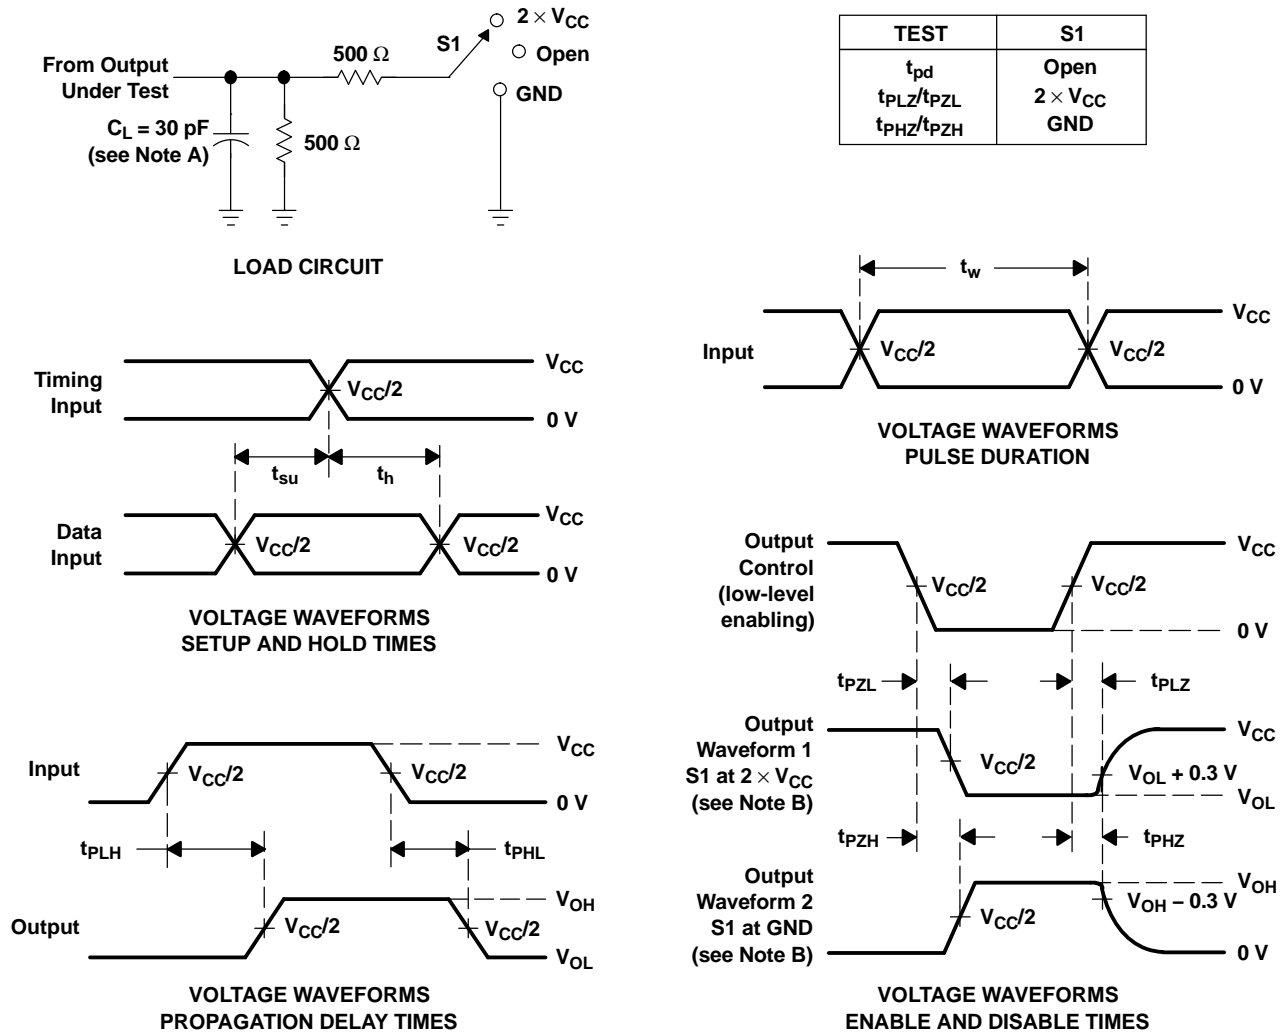 2 × VCC
S1
Open
500 Ω
From Output
Under Test
GND
CL = 30 pF
(see Note A)
500 Ω
LOAD CIRCUIT
TEST S1
tpd Open
tPLZ/tPZL 2 × VCC
tPHZ/tPZH GND
tw
VCC
Input
VCC/2
VCC/2
0 V
VOLTAGE WAVEFORMS
PULSE DURATION
Timing
Input
VCC
VCC/2
0 V
tsu
th
Data
Input
VCC
VCC/2
VCC/2
0 V
VOLTAGE WAVEFORMS
SETUP AND HOLD TIMES
Input
VCC
VCC/2
VCC/2
0 V
tPLH
tPHL
Output
VOH
VCC/2
VCC/2
VOL
VOLTAGE WAVEFORMS
PROPAGATION DELAY TIMES
Output
Control
(low-level
enabling)
VCC
VCC/2
VCC/2
0 V
tPZL
tPLZ
Output
Waveform 1
S1 at 2 × VCC
(see Note B)
VCC
VCC/2
VOL + 0.3 V
VOL
tPZH
tPHZ
Output
Waveform 2
S1 at GND
(see Note B)
VOH
VOH – 0.3 V
VCC/2
0 V
VOLTAGE WAVEFORMS
ENABLE AND DISABLE TIMES